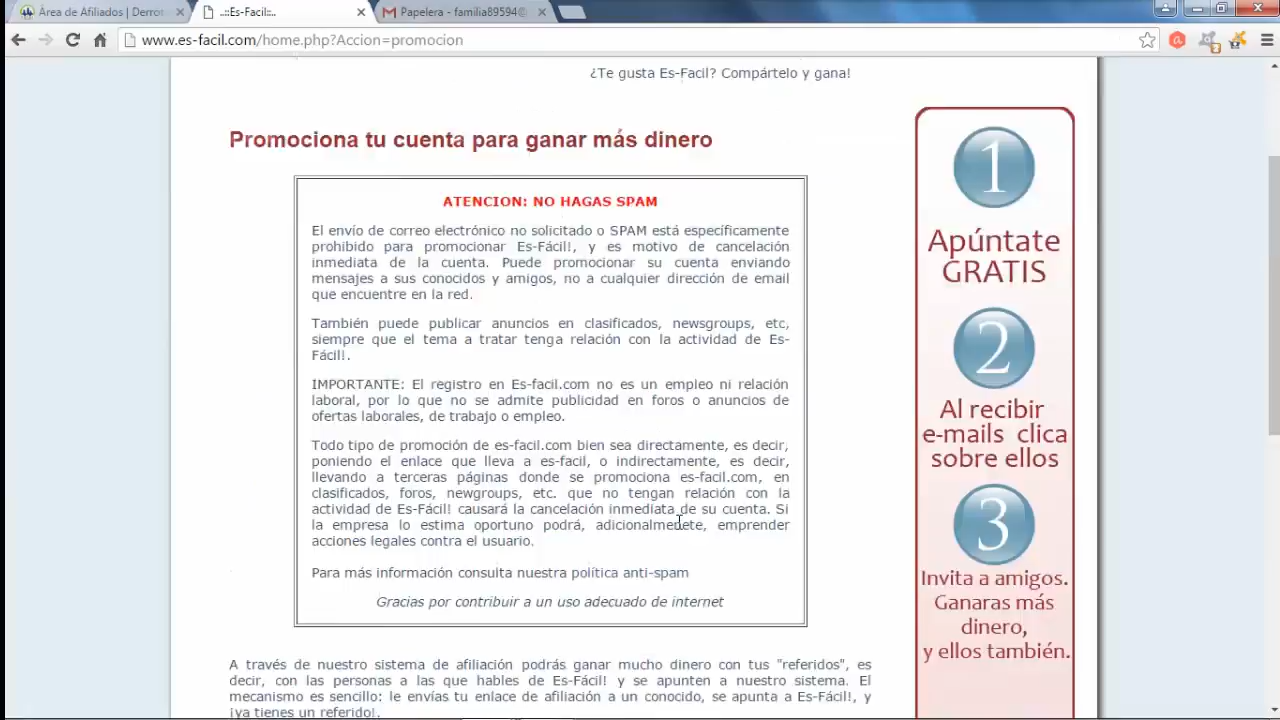 Área de Afiliados | Derrot
..::Es-Facil::..
Papelera - familia89594@
www.es-facil.com/home.php?Accion=promocion
¿Te gusta Es-Facil? Compártelo y gana!
Promociona tu cuenta para ganar más dinero
ATENCION: NO HAGAS SPAM
El envío de correo electrónico no solicitado o SPAM está específicamente
prohibido para promocionar Es-Fácil!, y es motivo de cancelación
inmediata de la cuenta. Puede promocionar su cuenta enviando
mensajes a sus conocidos y amigos, no a cualquier dirección de email
que encuentre en la red.
También puede publicar anuncios en clasificados, newsgroups, etc,
siempre que el tema a tratar tenga relación con la actividad de Es-
Fácil!.
IMPORTANTE: El registro en Es-facil.com no es un empleo ni relación
laboral, por lo que no se admite publicidad en foros o anuncios de
ofertas laborales, de trabajo o empleo.
Todo tipo de promoción de es-facil.com bien sea directamente, es decir,
poniendo el enlace que lleva a es-facil, o indirectamente, es decir,
llevando a terceras páginas donde se promociona es-facil.com, en
clasificados, foros, newgroups, etc. que no tengan relación con la
actividad de Es-Fácil! causará la cancelación inmediata de su cuenta. Si
la empresa lo estima oportuno podrá, adicionalmenete, emprender
acciones legales contra el usuario.
Para más información consulta nuestra política anti-spam
Gracias por contribuir a un uso adecuado de internet
A través de nuestro sistema de afiliación podrás ganar mucho dinero con tus "referidos", es
decir, con las personas a las que hables de Es-Fácil! y se apunten a nuestro sistema. El
mecanismo es sencillo: le envías tu enlace de afiliación a un conocido, se apunta a Es-Fácil!, y
¡ya tienes un referido!.
1
Apúntate
GRATIS
2
Al recibir
e-mails clica
sobre ellos
3
Invita a amigos.
Ganaras más
dinero,
y ellos también.